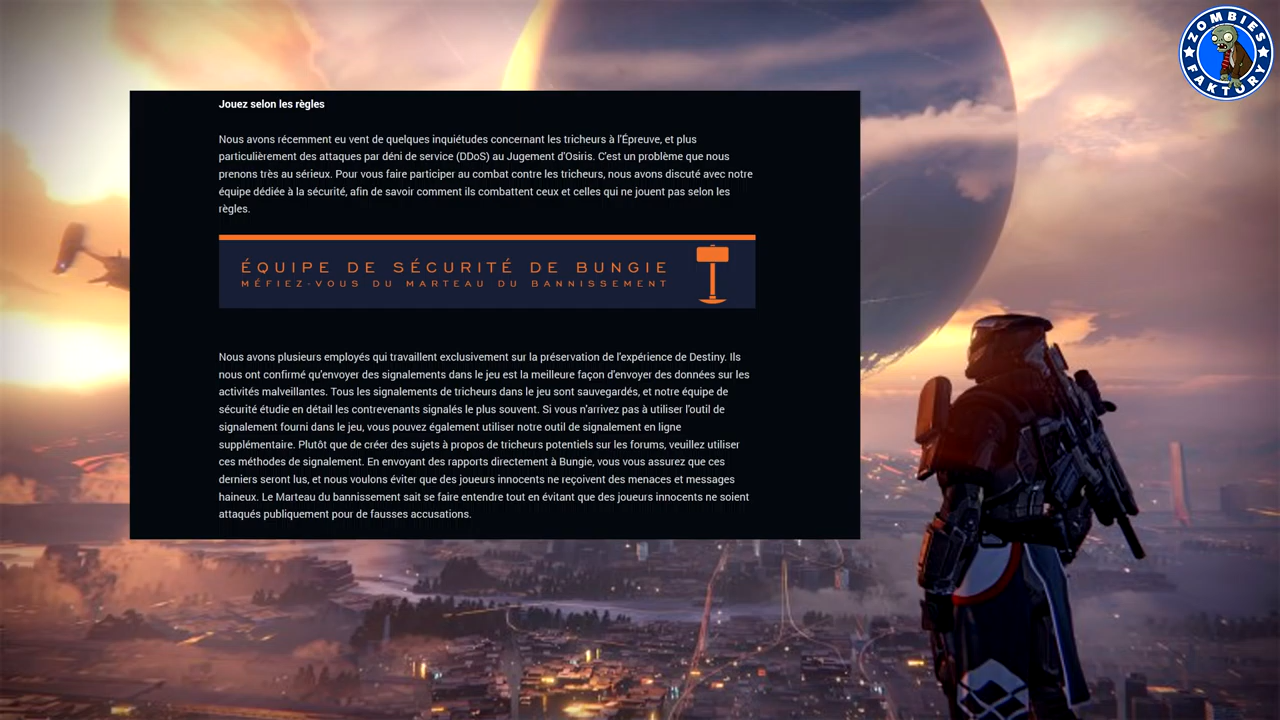 ZOMBIES
FAKTORY
Jouez selon les règles
Nous avons récemment eu vent de quelques inquiétudes concernant les tricheurs à l'Épreuve, et plus
particulièrement des attaques par déni de service (DDoS) au Jugement d'Osiris. C'est un problème que nous
prenons très au sérieux. Pour vous faire participer au combat contre les tricheurs, nous avons discuté avec notre
équipe dédiée à la sécurité, afin de savoir comment ils combattent ceux et celles qui ne jouent pas selon les
règles.
ÉQUIPE DE SÉCURITÉ DE BUNGIE
MÉFIEZ-VOUS DU MARTEAU DU BANNISSEMENT
Nous avons plusieurs employés qui travaillent exclusivement sur la préservation de l'expérience de Destiny. Ils
nous ont confirmé qu'envoyer des signalements dans le jeu est la meilleure façon d'envoyer des données sur les
activités malveillantes. Tous les signalements de tricheurs dans le jeu sont sauvegardés, et notre équipe de
sécurité étudie en détail les contrevenants signalés le plus souvent. Si vous n'arrivez pas à utiliser l'outil de
signalement fourni dans le jeu, vous pouvez également utiliser notre outil de signalement en ligne
supplémentaire. Plutôt que de créer des sujets à propos de tricheurs potentiels sur les forums, veuillez utiliser
ces méthodes de signalement. En envoyant des rapports directement à Bungie, vous vous assurez que ces
derniers seront lus, et nous voulons éviter que des joueurs innocents ne reçoivent des menaces et messages
haineux. Le Marteau du bannissement sait se faire entendre tout en évitant que des joueurs innocents ne soient
attaqués publiquement pour de fausses accusations.